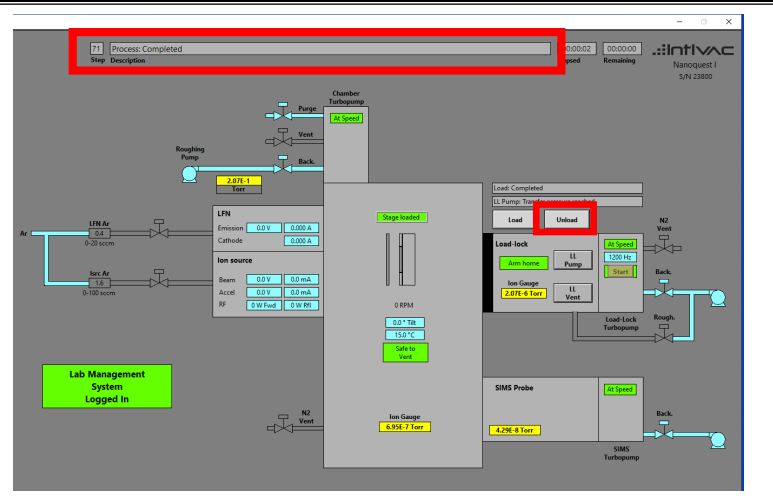 71 Process: Completed
Step Description
00:00:02 00:00:00
Remaining
IntlVAC
Nanoquest I
S/N 23800
Chamber
Turbopump
At Speed
Purge
Vent
Back.
Roughing
Pump
2.07E-1
Torr
Ar
LFN Ar
0.4
0-20 sccm
Isrc Ar
1.6
0-100 sccm
LFN
Emission 0.0 V 0.000 A
Cathode 0.000 A
Ion source
Beam 0.0 V 0.0 mA
Accel 0.0 V 0.0 mA
RF 0 W Fwd 0 W Rfl
Stage loaded
0 RPM
0.0 ° Tilt
15.0 °C
Safe to
Vent
Ion Gauge
6.95E-7 Torr
Load: Completed
LL Pump: Transfer pressure reached
Load Unload
Load-lock
Arm home
LL
Pump
Ion Gauge
2.07E-6 Torr
LL
Vent
At Speed
1200 Hz
Start
N2
Vent
Back.
Load-Lock
Turbopump
Rough.
Lab Management
System
Logged In
N2
Vent
SIMS Probe
4.29E-8 Torr
At Speed
SIMS
Turbopump
Back.